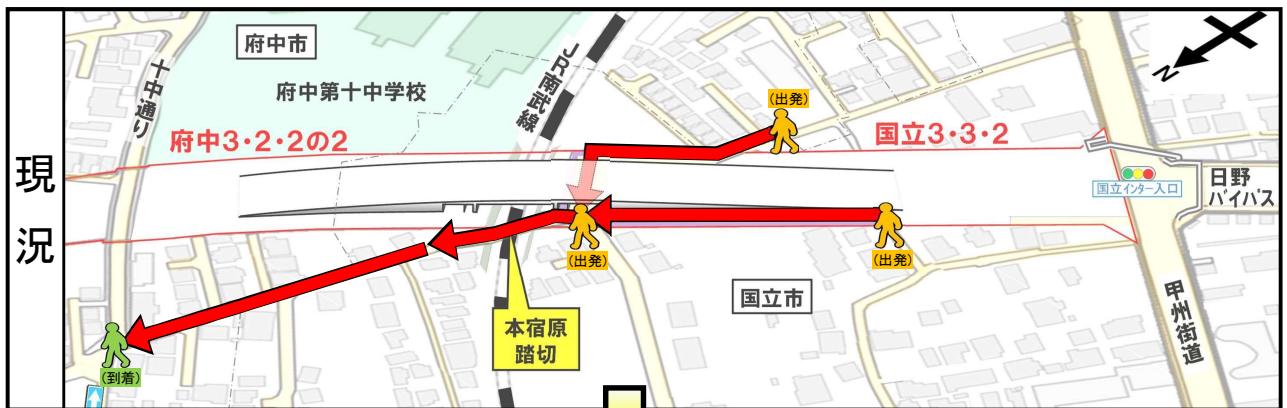 現
況
府中市
十中通り
府中第十中学校
JR南武線
府中3・2・2の2
(出発)
国立3・3・2
N
国立インター入口
日野
バイパス
(出発)
(出発)
国立市
本宿原
踏切
甲州街道
(到着)